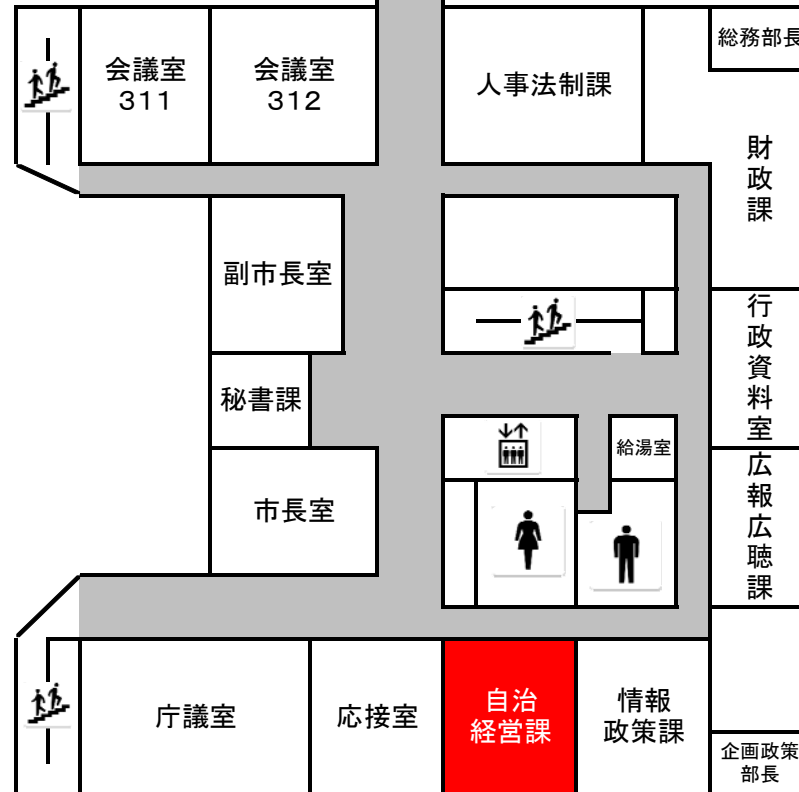 総務部長
会議室
311
会議室
312
人事法制課
財政課
副市長室
行政資料室
秘書課
給湯室
広報広聴課
市長室
庁議室
応接室
自治
経営課
情報
政策課
企画政策
部長